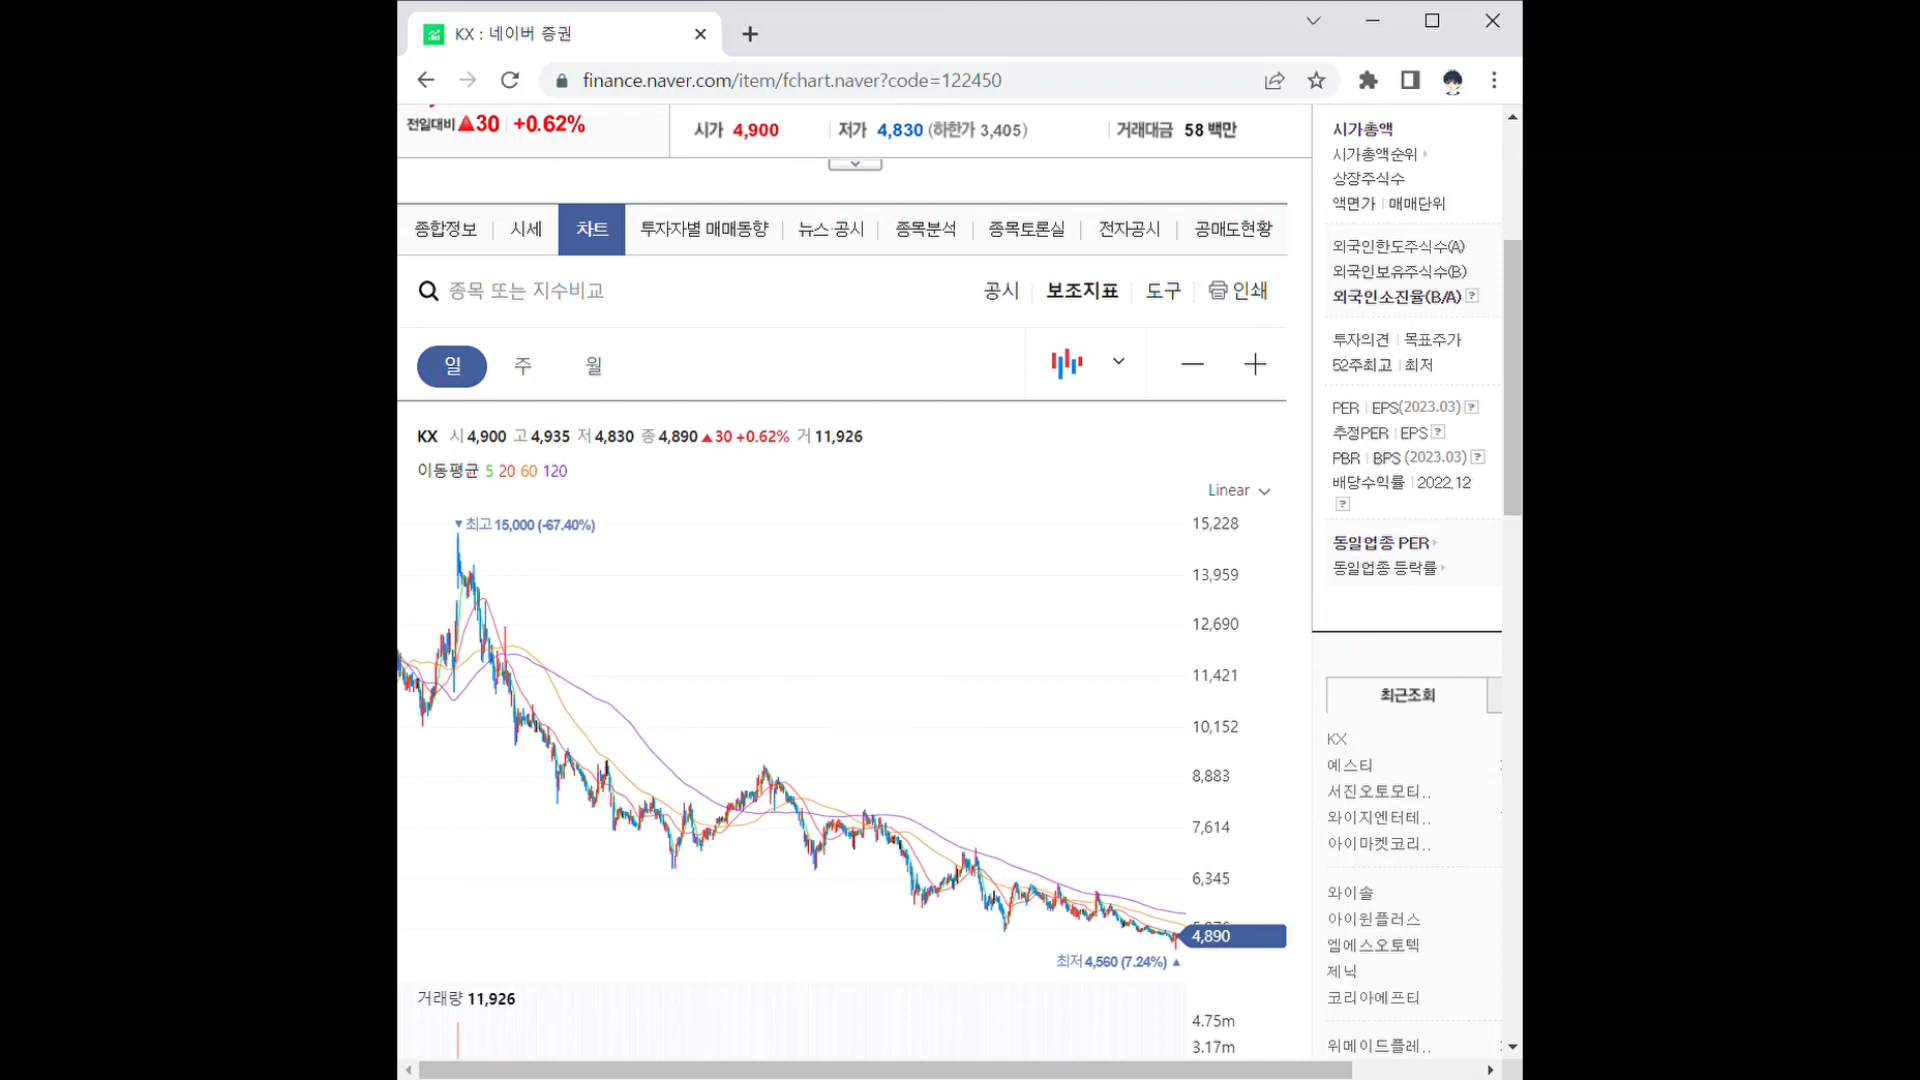 KX : 네이버 증권
finance.naver.com/item/fchart.naver?code=122450
전일대비 ▲30 +0.62%
시가 4,900
저가 4,830 (하한가 3,405)
거래대금 58 백만
종합정보
시세
차트
투자자별 매매동향
뉴스·공시
종목분석
종목토론실
전자공시
공매도현황
종목 또는 지수비교
공시
보조지표
도구
인쇄
일
주
월
KX 시 4,900 고 4,935 저 4,830 종 4,890 ▲30 +0.62% 거 11,926
이동평균 5 20 60 120
Linear
▼최고 15,000 (-67.40%)
15,228
13,959
12,690
11,421
10,152
8,883
7,614
6,345
4,890
최저 4,560 (7.24%) ▲
거래량 11,926
4.75m
3.17m
시가총액
시가총액순위
상장주식수
액면가 | 매매단위
외국인한도주식수(A)
외국인보유주식수(B)
외국인소진율(B/A) ?
투자의견 | 목표주가
52주최고 | 최저
PER | EPS(2023.03) ?
추정PER | EPS ?
PBR | BPS (2023.03) ?
배당수익률 | 2022.12
?
동일업종 PER
동일업종 등락률
최근조회
KX
예스티
서진오토모티..
와이지엔터테..
아이마켓코리..
와이솔
아이윈플러스
엠에스오토텍
제닉
코리아에프티
위메이드플레..